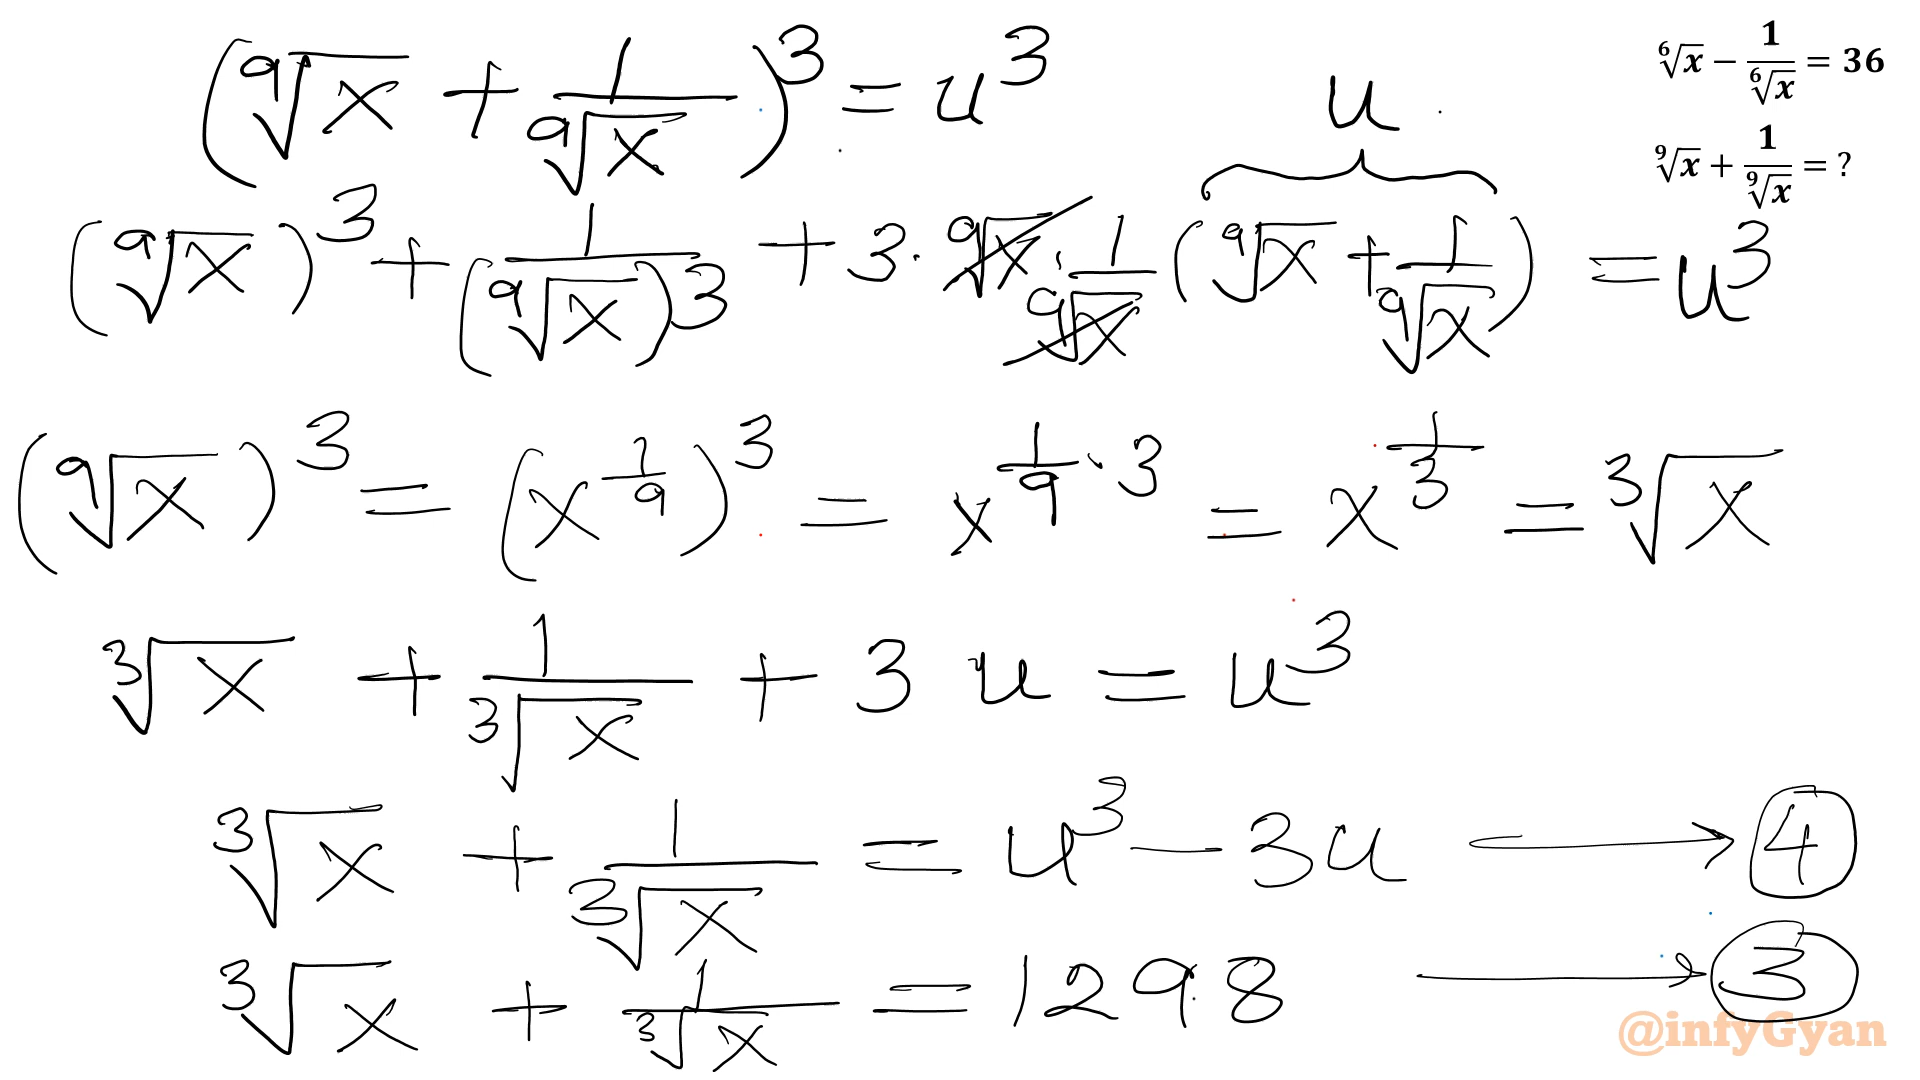 (⁹√x + 1/⁹√x)³ = u³
u
⁶√x − 1/⁶√x = 36
⁹√x + 1/⁹√x = ?
(⁹√x)³ + 1/(⁹√x)³ + 3·⁹√x·1/⁹√x (⁹√x + 1/⁹√x) = u³
(⁹√x)³ = (x^(1/9))³ = x^(1/9·3) = x^(1/3) = ³√x
³√x + 1/³√x + 3u = u³
³√x + 1/³√x = u³ − 3u → 4
³√x + 1/³√x = 1298 → 3
@infyGyan